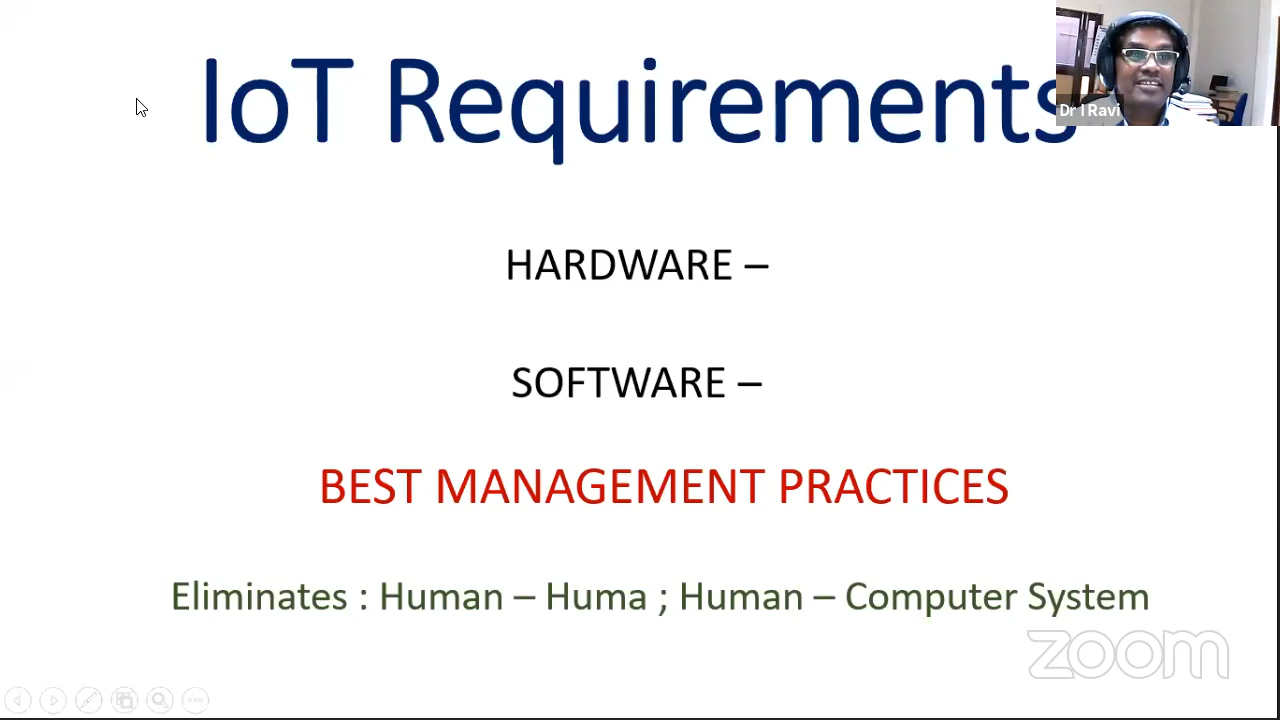 IoT Requirements
Dr I Ravi
HARDWARE –
SOFTWARE –
BEST MANAGEMENT PRACTICES
Eliminates : Human – Huma ; Human – Computer System
zoom